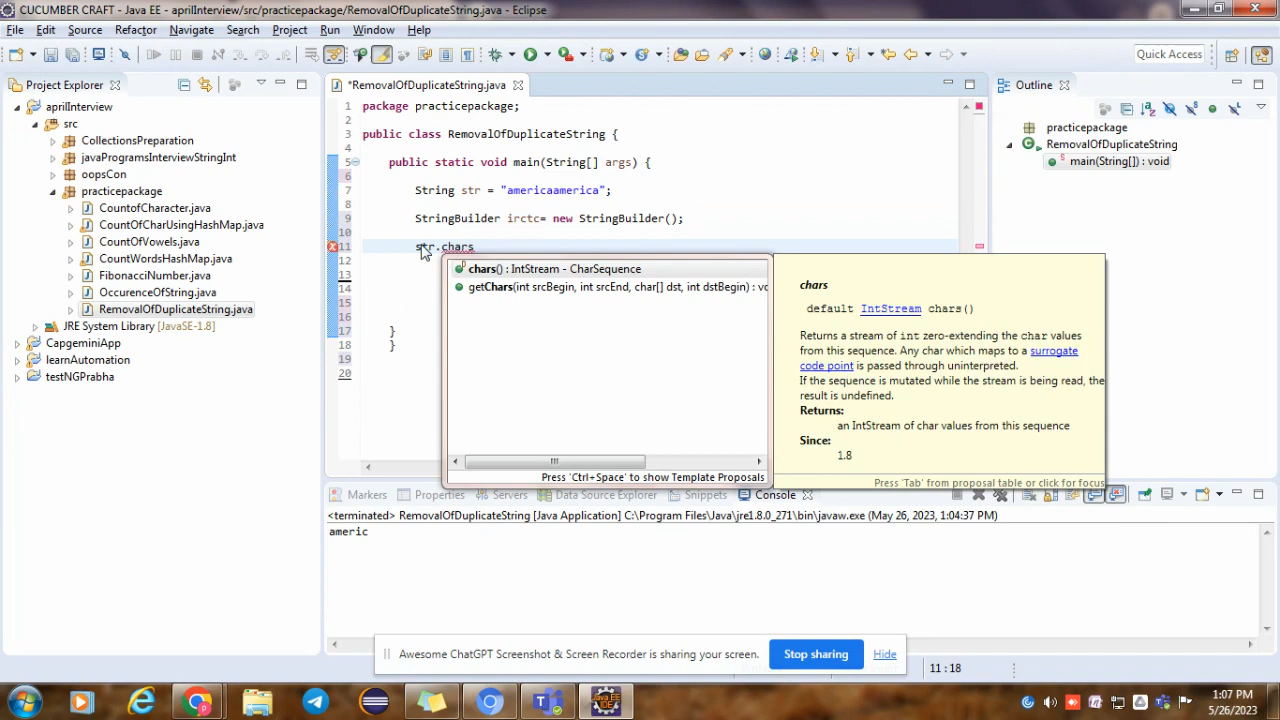 CUCUMBER CRAFT - Java EE - aprilInterview/src/practicepackage/RemovalOfDuplicateString.java - Eclipse
File Edit Source Refactor Navigate Search Project Run Window Help
Quick Access
Project Explorer
aprilInterview
src
CollectionsPreparation
javaProgramsInterviewStringInt
oopsCon
practicepackage
CountofCharacter.java
CountOfCharUsingHashMap.java
CountOfVowels.java
CountWordsHashMap.java
FibonacciNumber.java
OccurenceOfString.java
RemovalOfDuplicateString.java
JRE System Library [JavaSE-1.8]
CapgeminiApp
learnAutomation
testNGPrabha
*RemovalOfDuplicateString.java
1 package practicepackage;
2
3 public class RemovalOfDuplicateString {
4
5 public static void main(String[] args) {
6
7 String str = "americaamerica";
8
9 StringBuilder irctc= new StringBuilder();
10
11 str.chars
12
13
14
15
16
17 }
18 }
19
20
chars() : IntStream - CharSequence
getChars(int srcBegin, int srcEnd, char[] dst, int dstBegin) : vo
Press 'Ctrl+Space' to show Template Proposals
chars
default IntStream chars()
Returns a stream of int zero-extending the char values
from this sequence. Any char which maps to a surrogate
code point is passed through uninterpreted.
If the sequence is mutated while the stream is being read, the
result is undefined.
Returns:
an IntStream of char values from this sequence
Since:
1.8
Press 'Tab' from proposal table or click for focus
Outline
practicepackage
RemovalOfDuplicateString
main(String[]) : void
Markers Properties Servers Data Source Explorer Snippets Console
<terminated> RemovalOfDuplicateString [Java Application] C:\Program Files\Java\jre1.8.0_271\bin\javaw.exe (May 26, 2023, 1:04:37 PM)
americ
Awesome ChatGPT Screenshot & Screen Recorder is sharing your screen.
Stop sharing
Hide
11 : 18
1:07 PM
5/26/2023